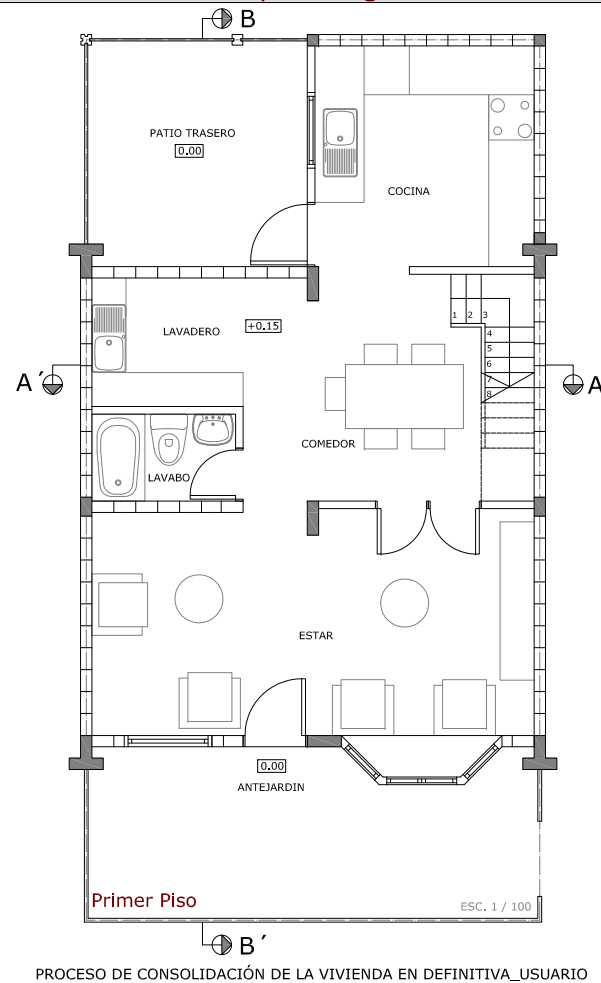 B
PATIO TRASERO
0.00
COCINA
LAVADERO
+0.15
1 2 3
4
5
6
7
8
A´
A
COMEDOR
LAVABO
ESTAR
0.00
ANTEJARDIN
Primer Piso
ESC. 1 / 100
B´
PROCESO DE CONSOLIDACIÓN DE LA VIVIENDA EN DEFINITIVA_USUARIO